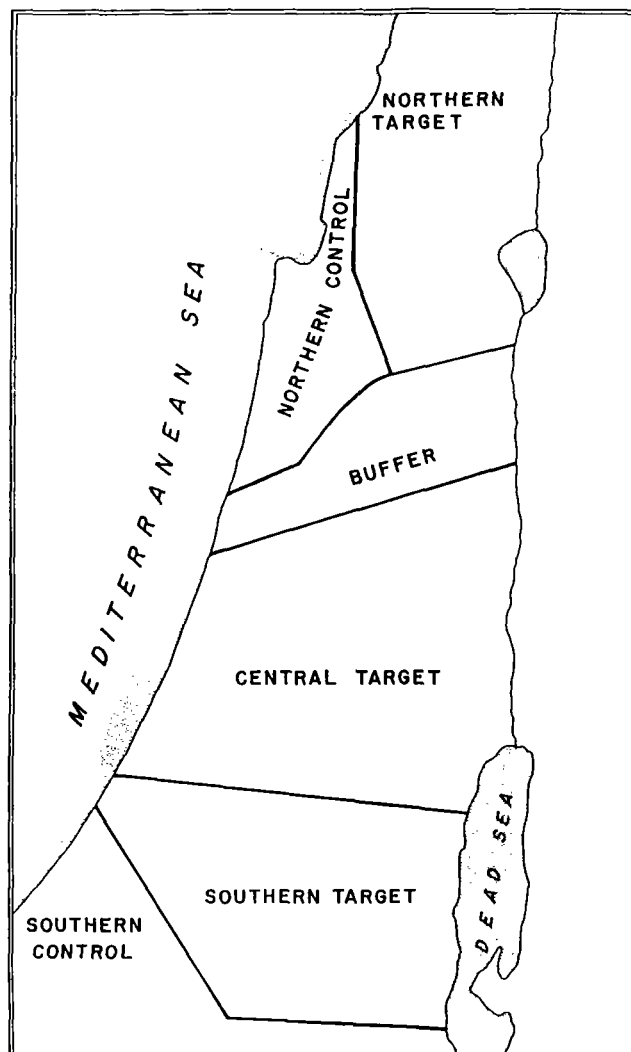 NORTHERN
TARGET
NORTHERN CONTROL
MEDITERRANEAN SEA
BUFFER
CENTRAL TARGET
DEAD SEA
SOUTHERN TARGET
SOUTHERN
CONTROL